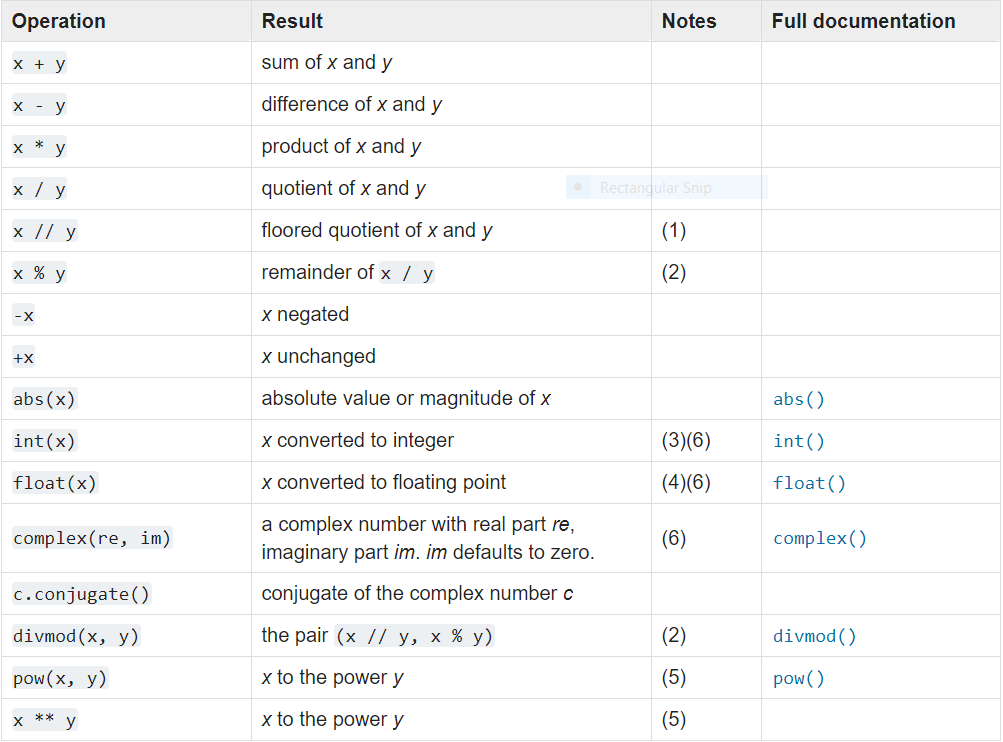 Operation Result Notes Full documentation
x + y sum of x and y
x - y difference of x and y
x * y product of x and y
x / y quotient of x and y
Rectangular Snip
x // y floored quotient of x and y (1)
x % y remainder of x / y (2)
-x x negated
+x x unchanged
abs(x) absolute value or magnitude of x abs()
int(x) x converted to integer (3)(6) int()
float(x) x converted to floating point (4)(6) float()
complex(re, im) a complex number with real part re,
imaginary part im. im defaults to zero. (6) complex()
c.conjugate() conjugate of the complex number c
divmod(x, y) the pair (x // y, x % y) (2) divmod()
pow(x, y) x to the power y (5) pow()
x ** y x to the power y (5)